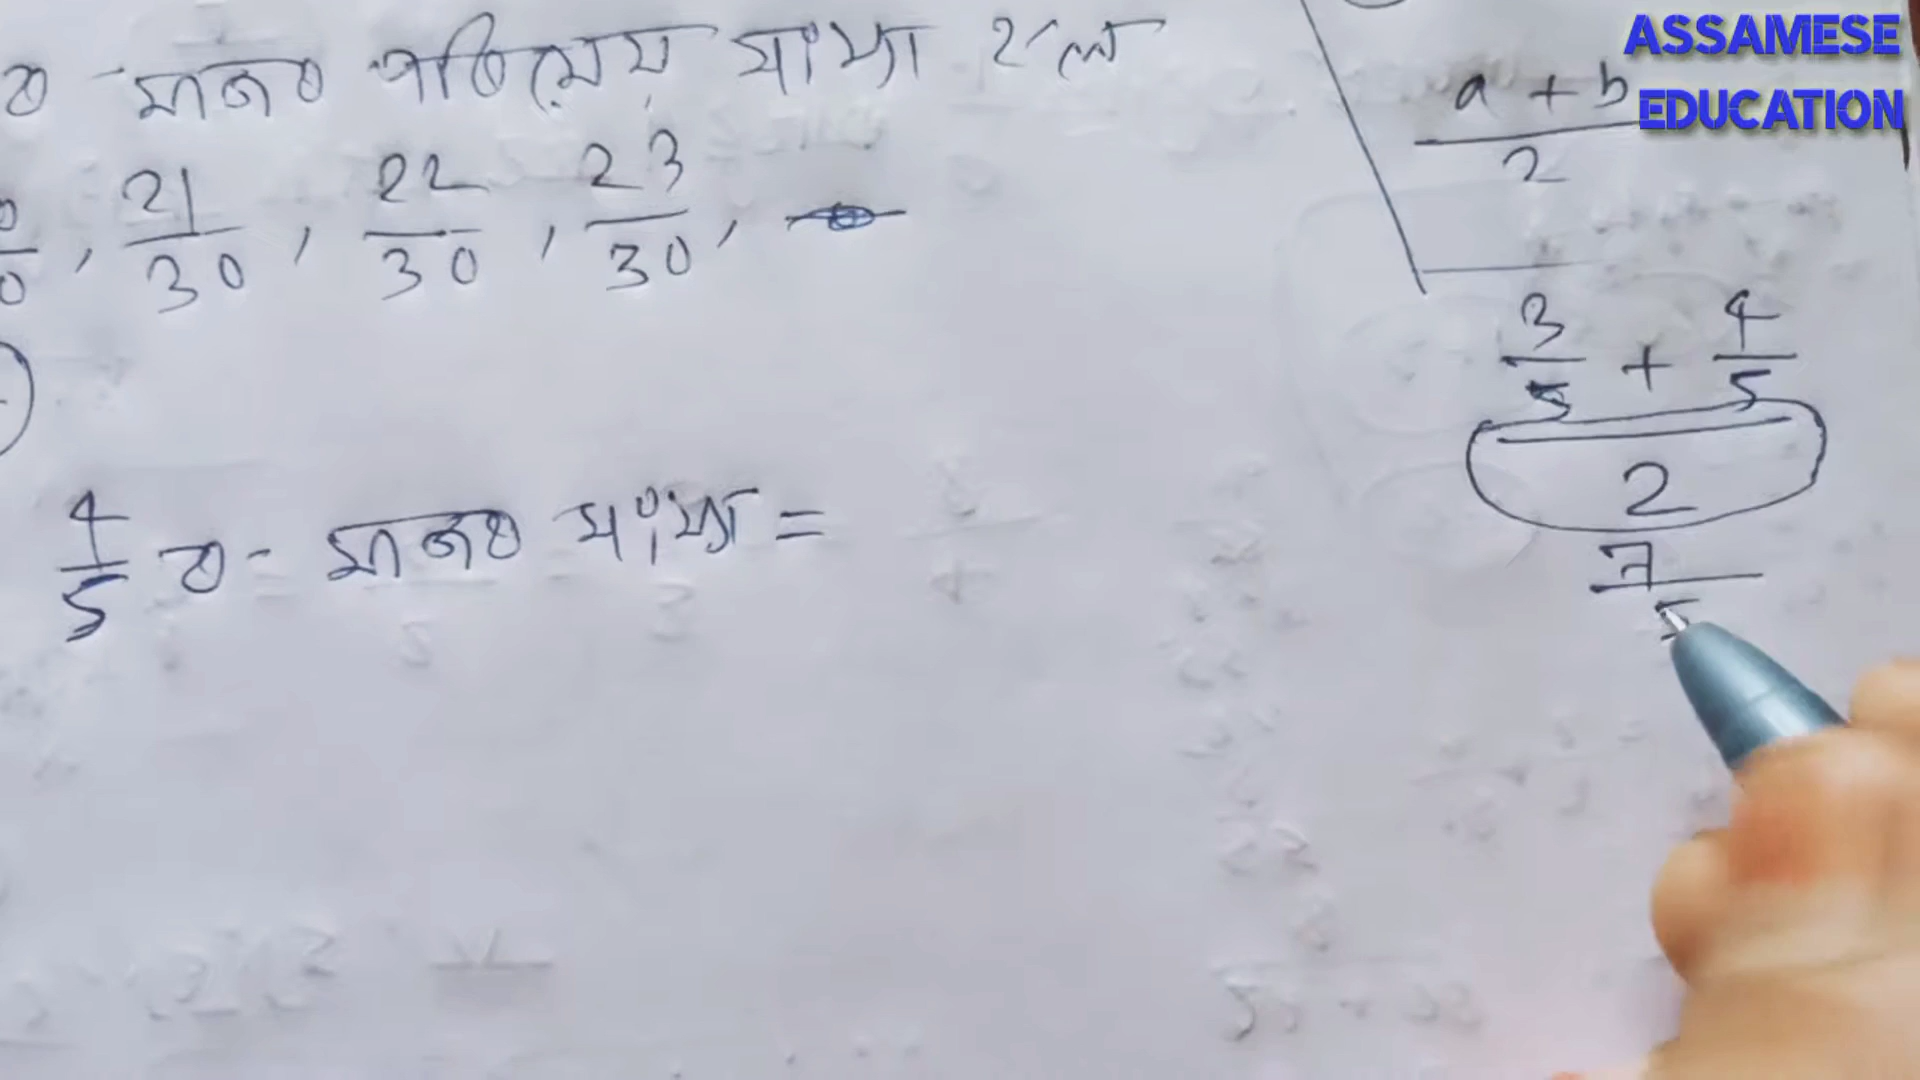 ৰ মাজৰ পৰিমেয় সংখ্যা হ'ল
, 21/30 , 22/30 , 23/30 ,
4/5 ৰ মাজৰ সংখ্যা =
a + b
2
3/5 + 4/5
2
7
5
ASSAMESE
EDUCATION